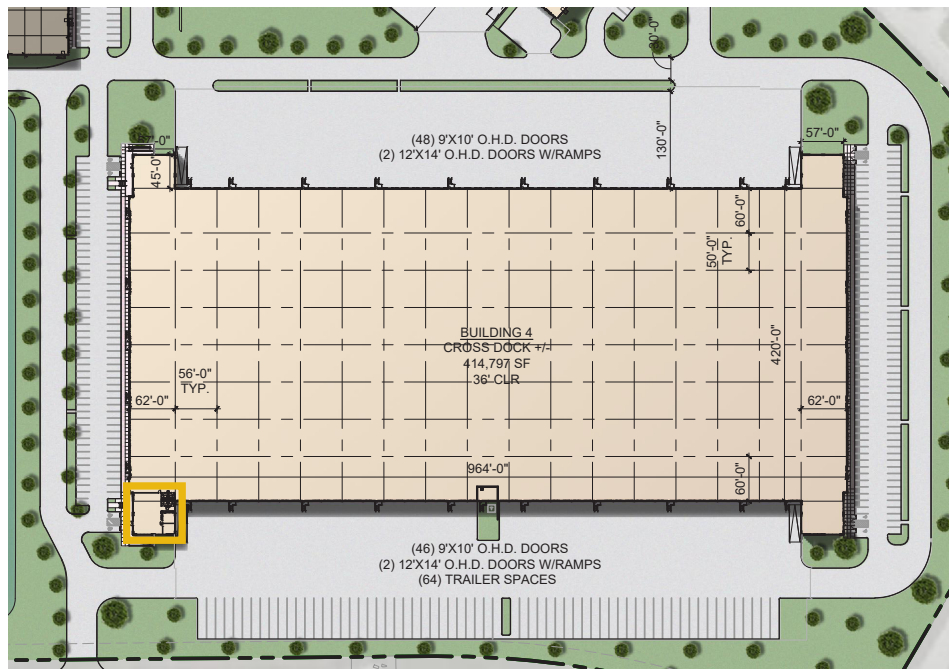 30'-0"
(48) 9'X10' O.H.D. DOORS
(2) 12'X14' O.H.D. DOORS W/RAMPS
130'-0"
57'-0"
45'-0"
60'-0"
50'-0"
TYP.
BUILDING 4
CROSS DOCK +/-
414,797 SF
36' CLR
420'-0"
56'-0"
TYP.
62'-0"
62'-0"
964'-0"
60'-0"
(46) 9'X10' O.H.D. DOORS
(2) 12'X14' O.H.D. DOORS W/RAMPS
(64) TRAILER SPACES